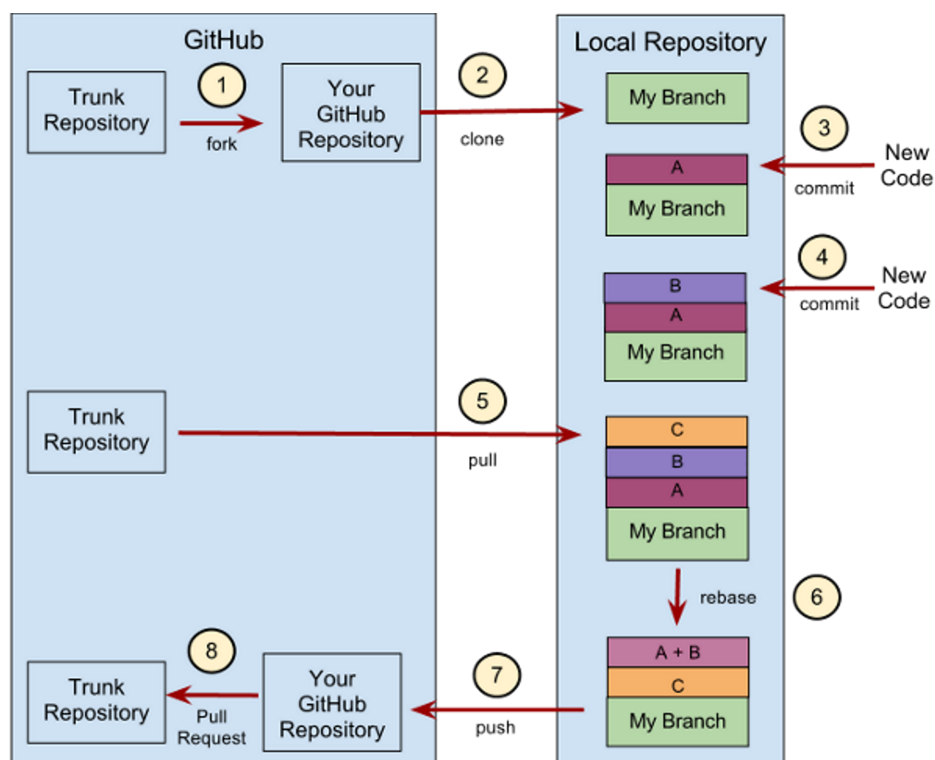 GitHub
Local Repository
Trunk
Repository
1
fork
Your
GitHub
Repository
2
clone
My Branch
3
commit
New
Code
A
My Branch
4
commit
New
Code
B
A
My Branch
Trunk
Repository
5
pull
C
B
A
My Branch
rebase
6
A + B
C
My Branch
7
push
Your
GitHub
Repository
8
Pull
Request
Trunk
Repository